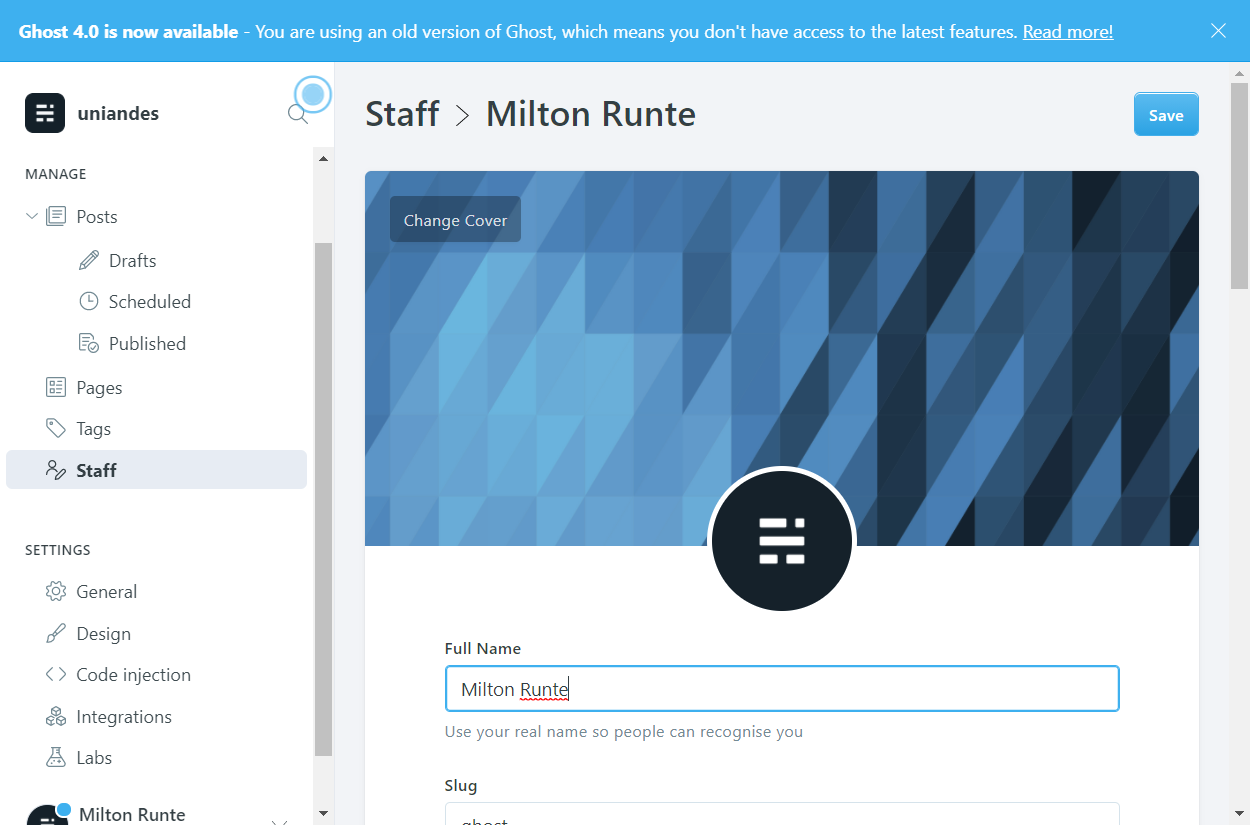 Ghost 4.0 is now available - You are using an old version of Ghost, which means you don't have access to the latest features. Read more!
uniandes
Staff > Milton Runte
Save
MANAGE
Posts
Drafts
Scheduled
Published
Pages
Tags
Staff
SETTINGS
General
Design
Code injection
Integrations
Labs
Milton Runte
Change Cover
Full Name
Milton Runte
Use your real name so people can recognise you
Slug
ghost